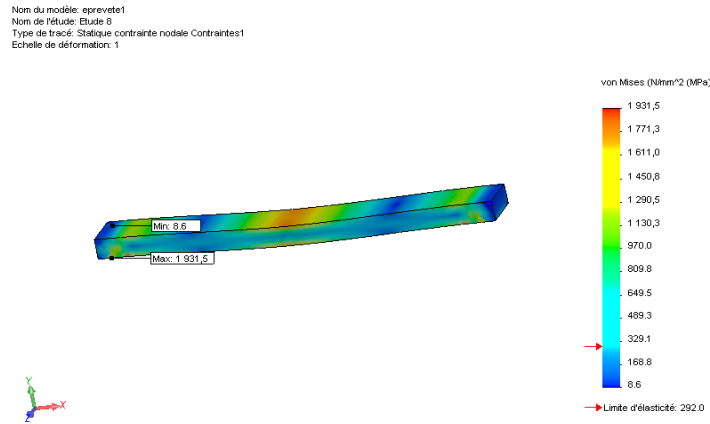 Nom du modèle: eprevete1
Nom de l'étude: Etude 8
Type de tracé: Statique contrainte nodale Contraintes1
Echelle de déformation: 1
von Mises (N/mm^2 (MPa)
1 931,5
1 771,3
1 611,0
1 450,8
1 290,5
1 130,3
970.0
809.8
649.5
489.3
329.1
168.8
8.6
Min: 8.6
Max: 1 931,5
Limite d'élasticité: 292.0
Y
X
Z